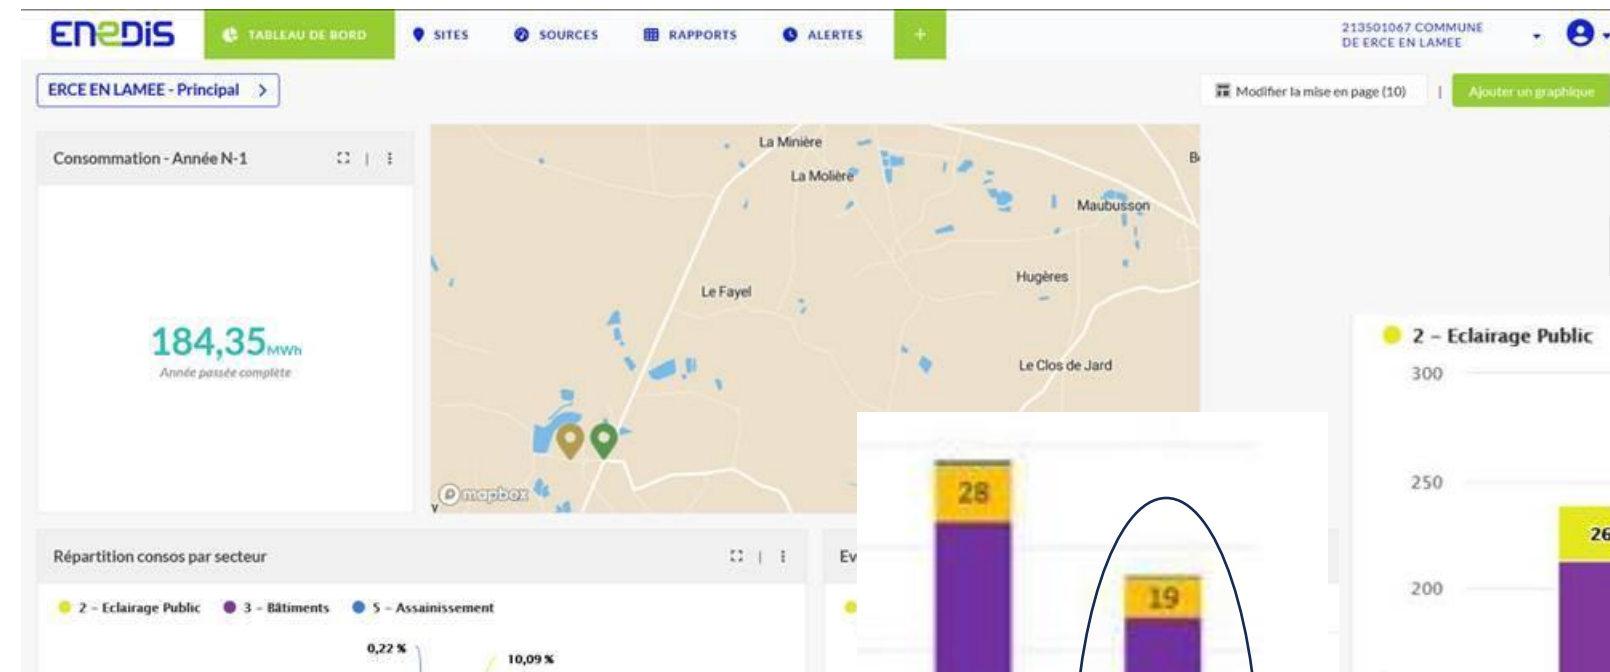 ENEDIS
TABLEAU DE BORD
SITES
SOURCES
RAPPORTS
ALERTES
+
213501067 COMMUNE
DE ERCE EN LAMEE
ERCE EN LAMEE - Principal >
Modifier la mise en page (10)
Ajouter un graphique
Consommation - Année N-1
184,35 MWh
Année passée complète
La Minière
La Molière
Maubusson
Hugères
Le Fayel
Le Clos de Jard
mapbox
2 – Eclairage Public
300
250
26
200
28
19
Répartition consos par secteur
Ev
2 – Eclairage Public
3 – Bâtiments
5 – Assainissement
0,22 %
10,09 %